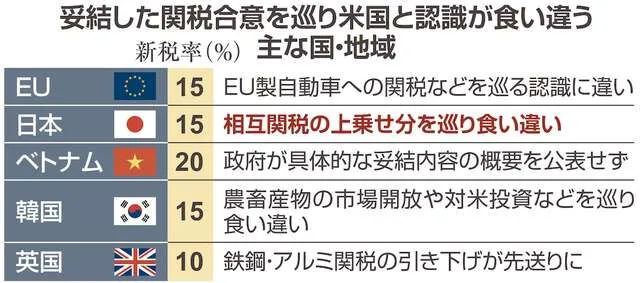 妥結した関税合意を巡り米国と認識が食い違う
新税率(%) 主な国・地域
EU 15 EU製自動車への関税などを巡る認識に違い
日本 15 相互関税の上乗せ分を巡り食い違い
ベトナム 20 政府が具体的な妥結内容の概要を公表せず
韓国 15 農畜産物の市場開放や対米投資などを巡り
食い違い
英国 10 鉄鋼・アルミ関税の引き下げが先送りに